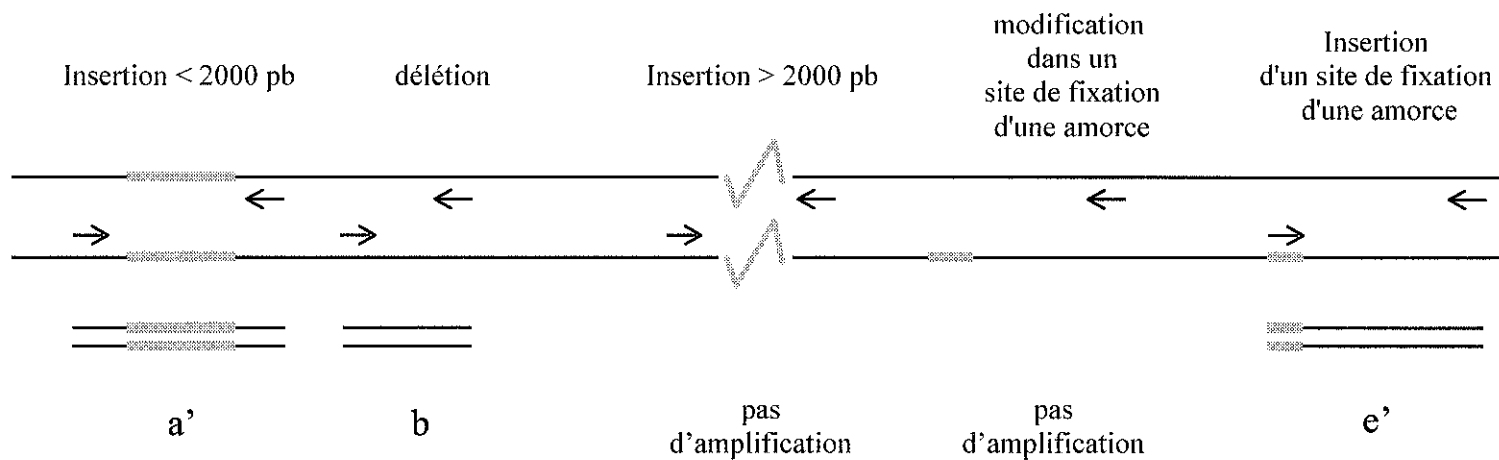 Insertion < 2000 pb
délétion
Insertion > 2000 pb
modification
dans un
site de fixation
d'une amorce
Insertion
d'un site de fixation
d'une amorce
a’
b
pas
d’amplification
pas
d’amplification
e’